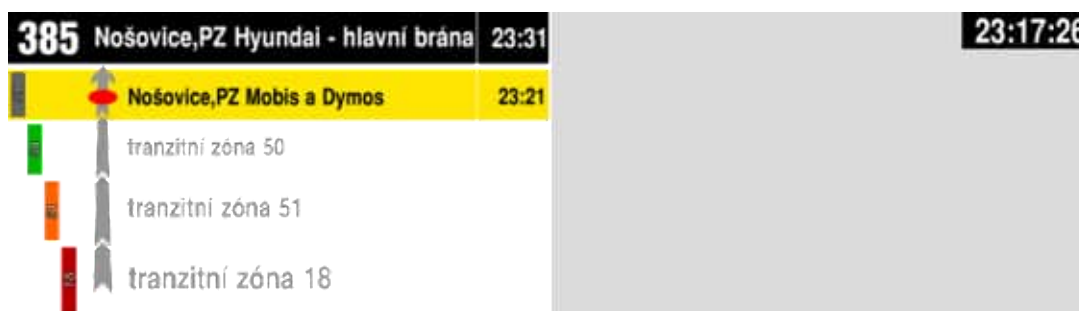 385 Nošovice,PZ Hyundai - hlavní brána 23:31
23:17:26
Nošovice,PZ Mobis a Dymos 23:21
tranzitní zóna 50
tranzitní zóna 51
tranzitní zóna 18